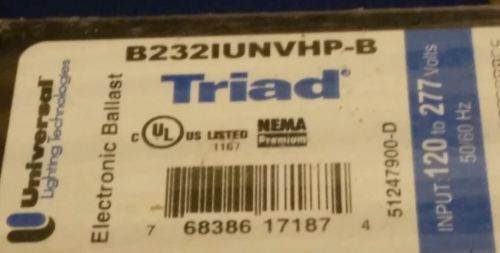 B232IUNVHP-B
Triad®
Universal®
Lighting Technologies
Electronic Ballast
c UL US LISTED
1167
NEMA
Premium
7 68386 17187 4
51247900-D
INPUT: 120 to 277 Volts
50/60 Hz